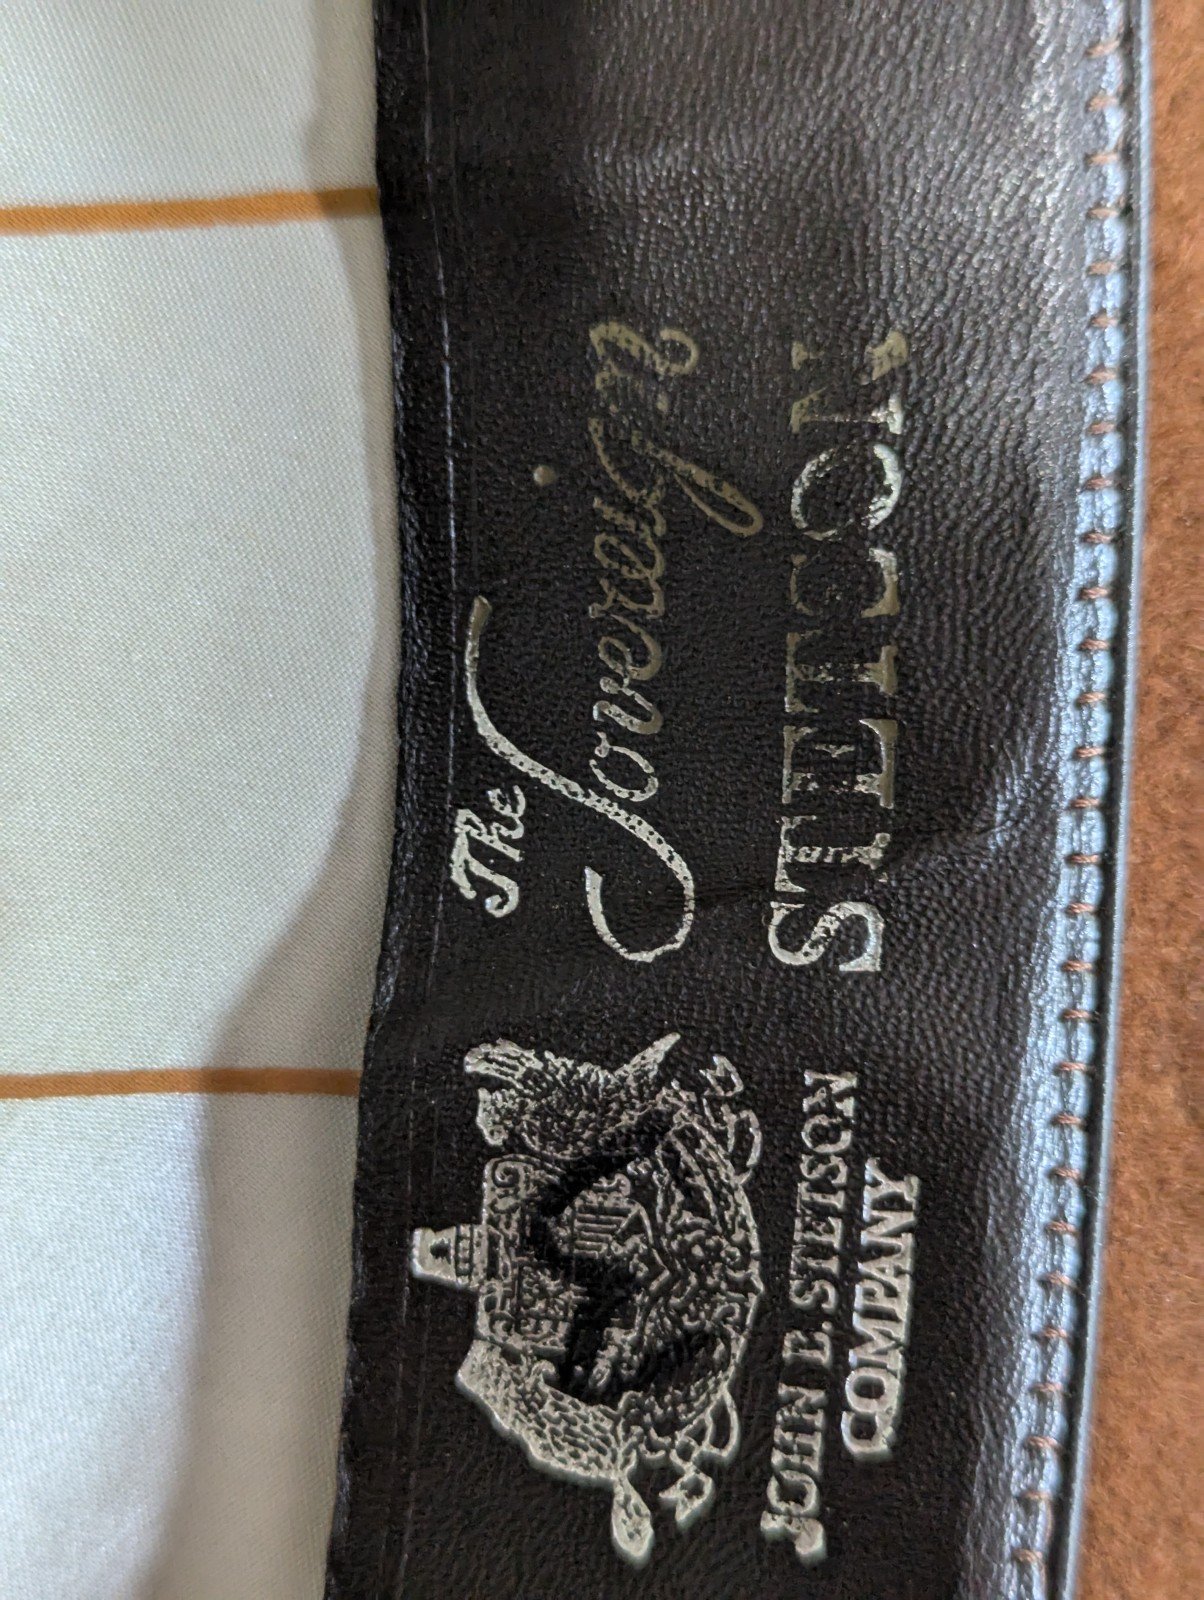 The
Sovereign
STETSON
JOHN B. STETSON
COMPANY